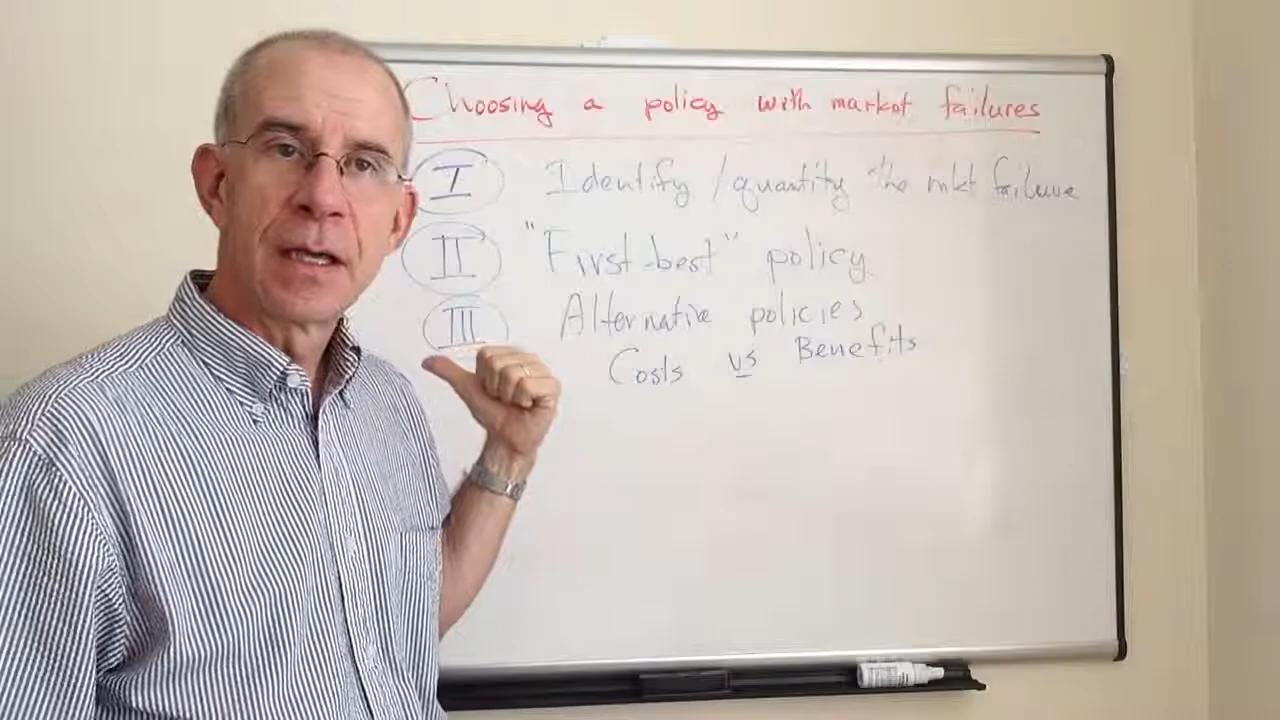 Choosing a policy with market failures
I Identify / quantity the mkt failure
II "First-best" policy
III Alternative policies
Costs vs Benefits